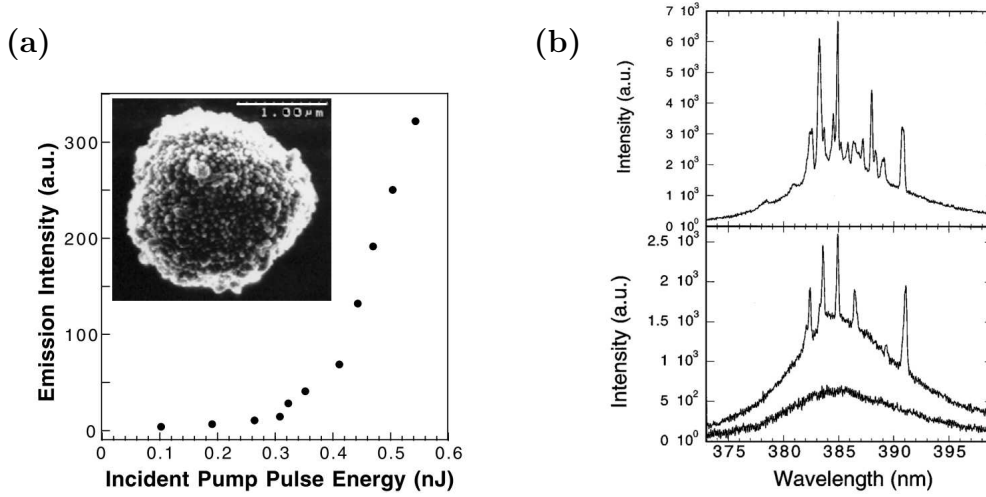 (a)
1.00μm
Emission Intensity (a.u.)
300
200
100
0
0 0.1 0.2 0.3 0.4 0.5 0.6
Incident Pump Pulse Energy (nJ)
(b)
Intensity (a.u.)
7 10³
6 10³
5 10³
4 10³
3 10³
2 10³
1 10³
0 10⁰
Intensity (a.u.)
2.5 10³
2 10³
1.5 10³
1 10³
5 10²
0 10⁰
375 380 385 390 395
Wavelength (nm)